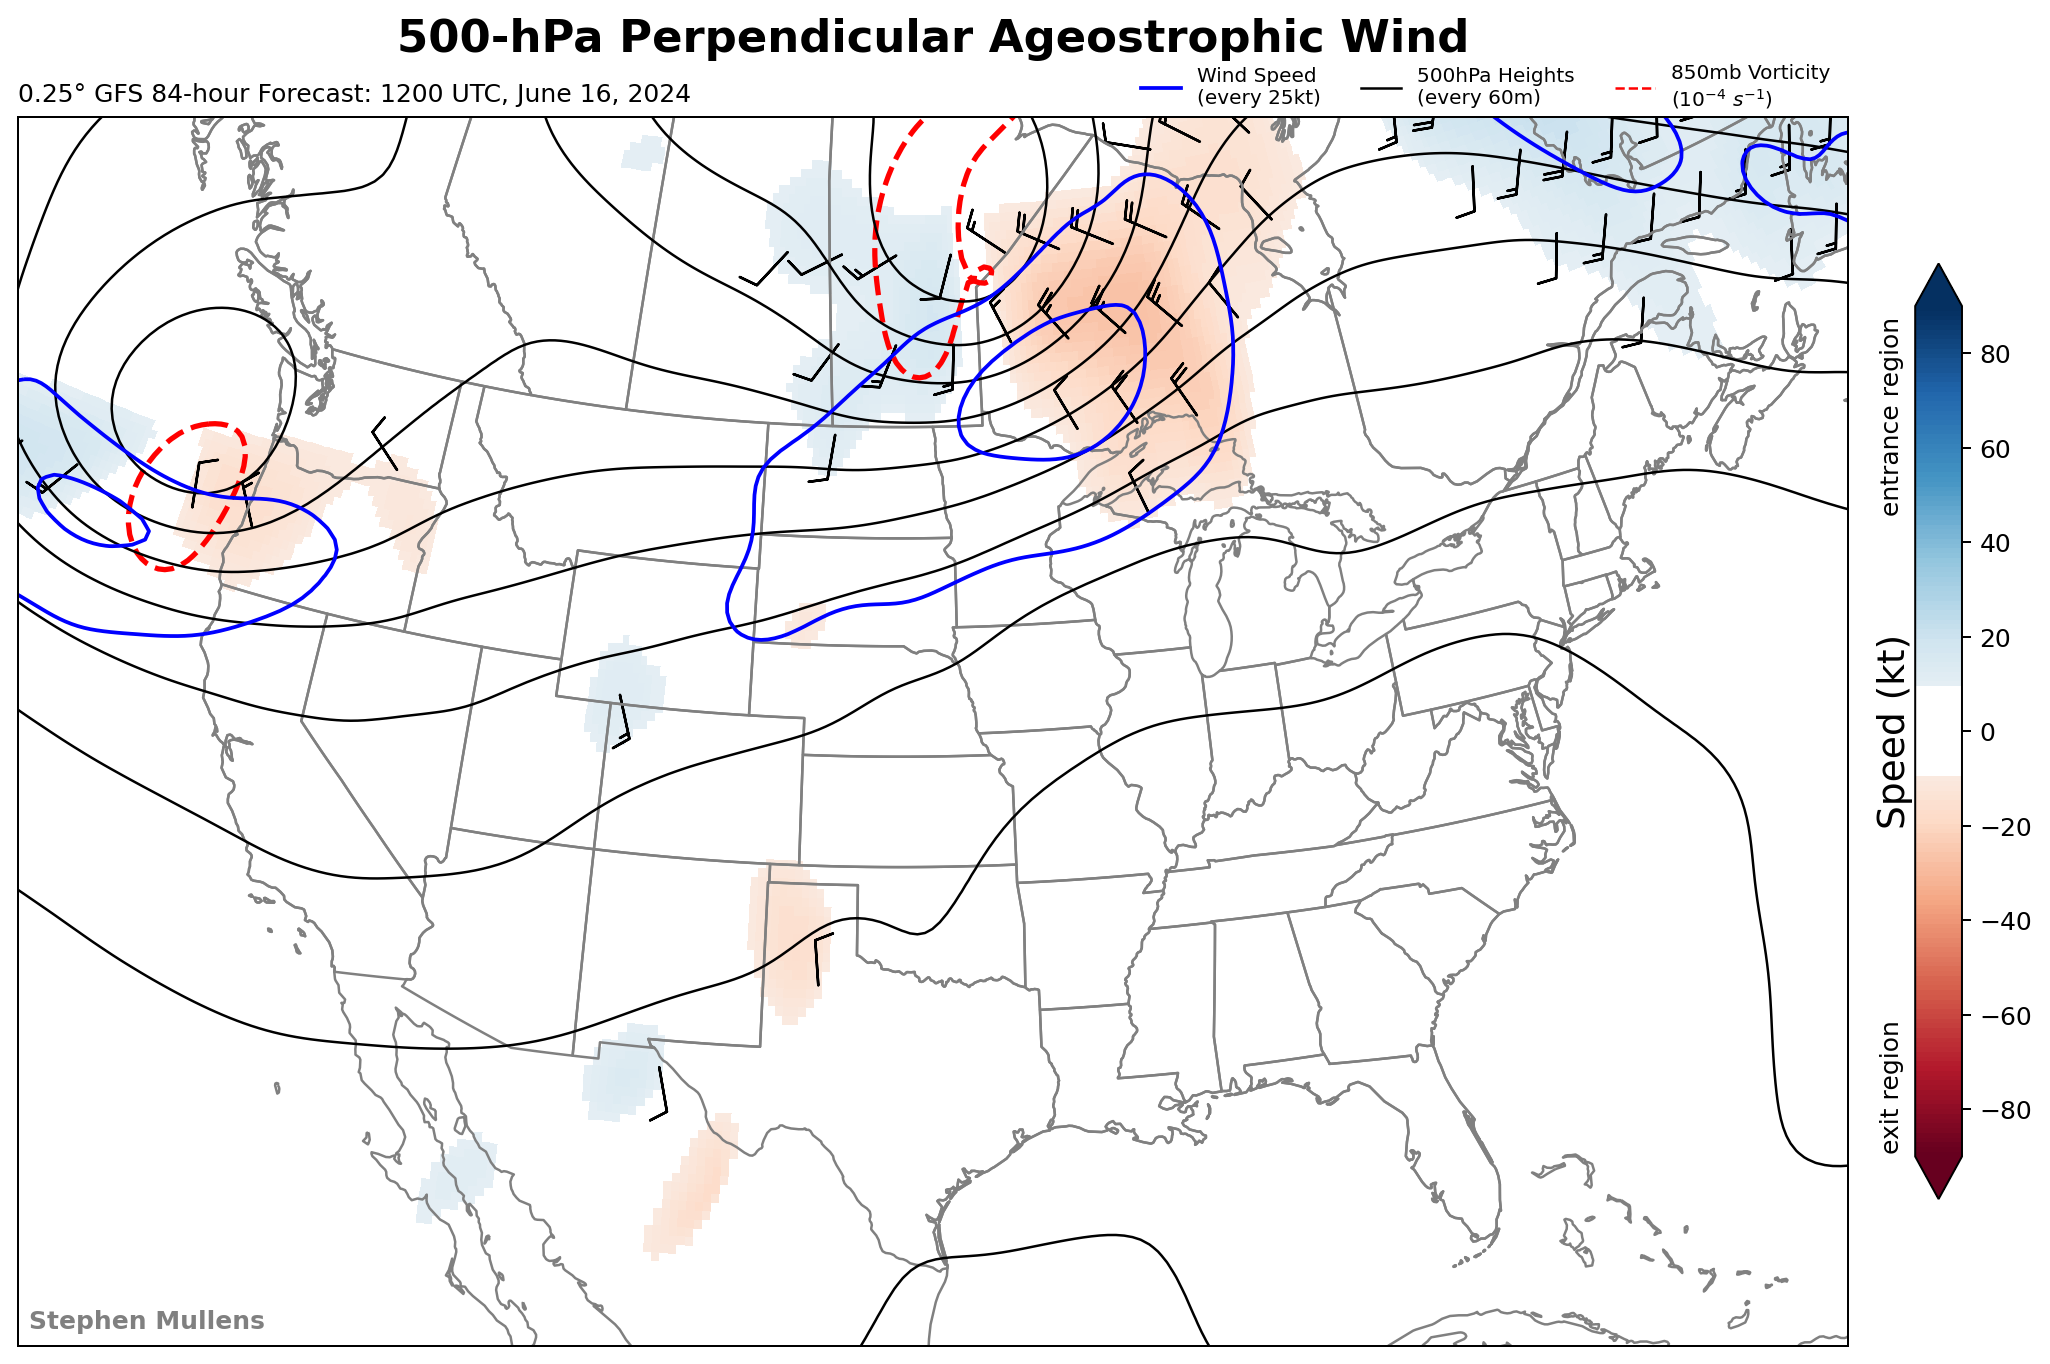 500-hPa Perpendicular Ageostrophic Wind
0.25° GFS 84-hour Forecast: 1200 UTC, June 16, 2024
Wind Speed
(every 25kt)
500hPa Heights
(every 60m)
850mb Vorticity
(10⁻⁴ s⁻¹)
entrance region
Speed (kt)
exit region
80
60
40
20
0
−20
−40
−60
−80
Stephen Mullens